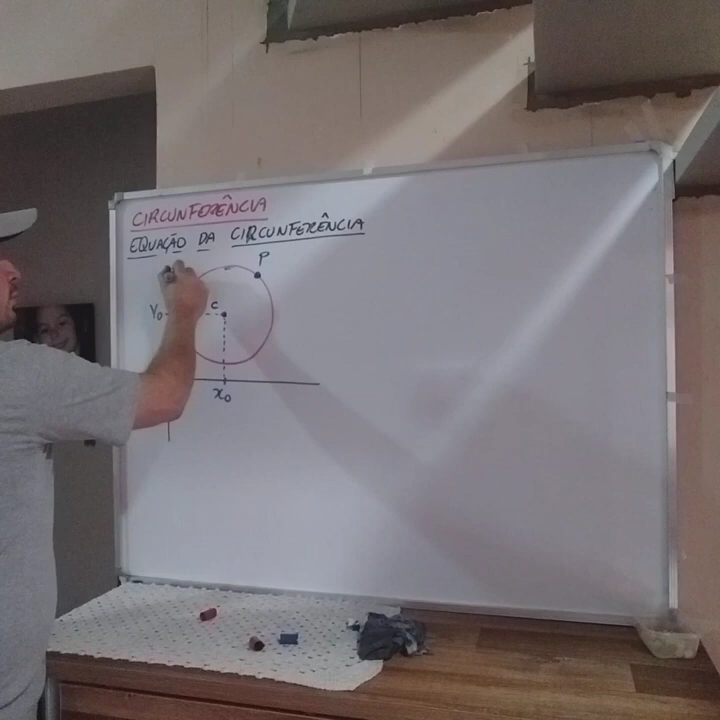 CIRCUNFERÊNCIA
EQUAÇÃO DA CIRCUNFERÊNCIA
P
Y₀ C
x₀